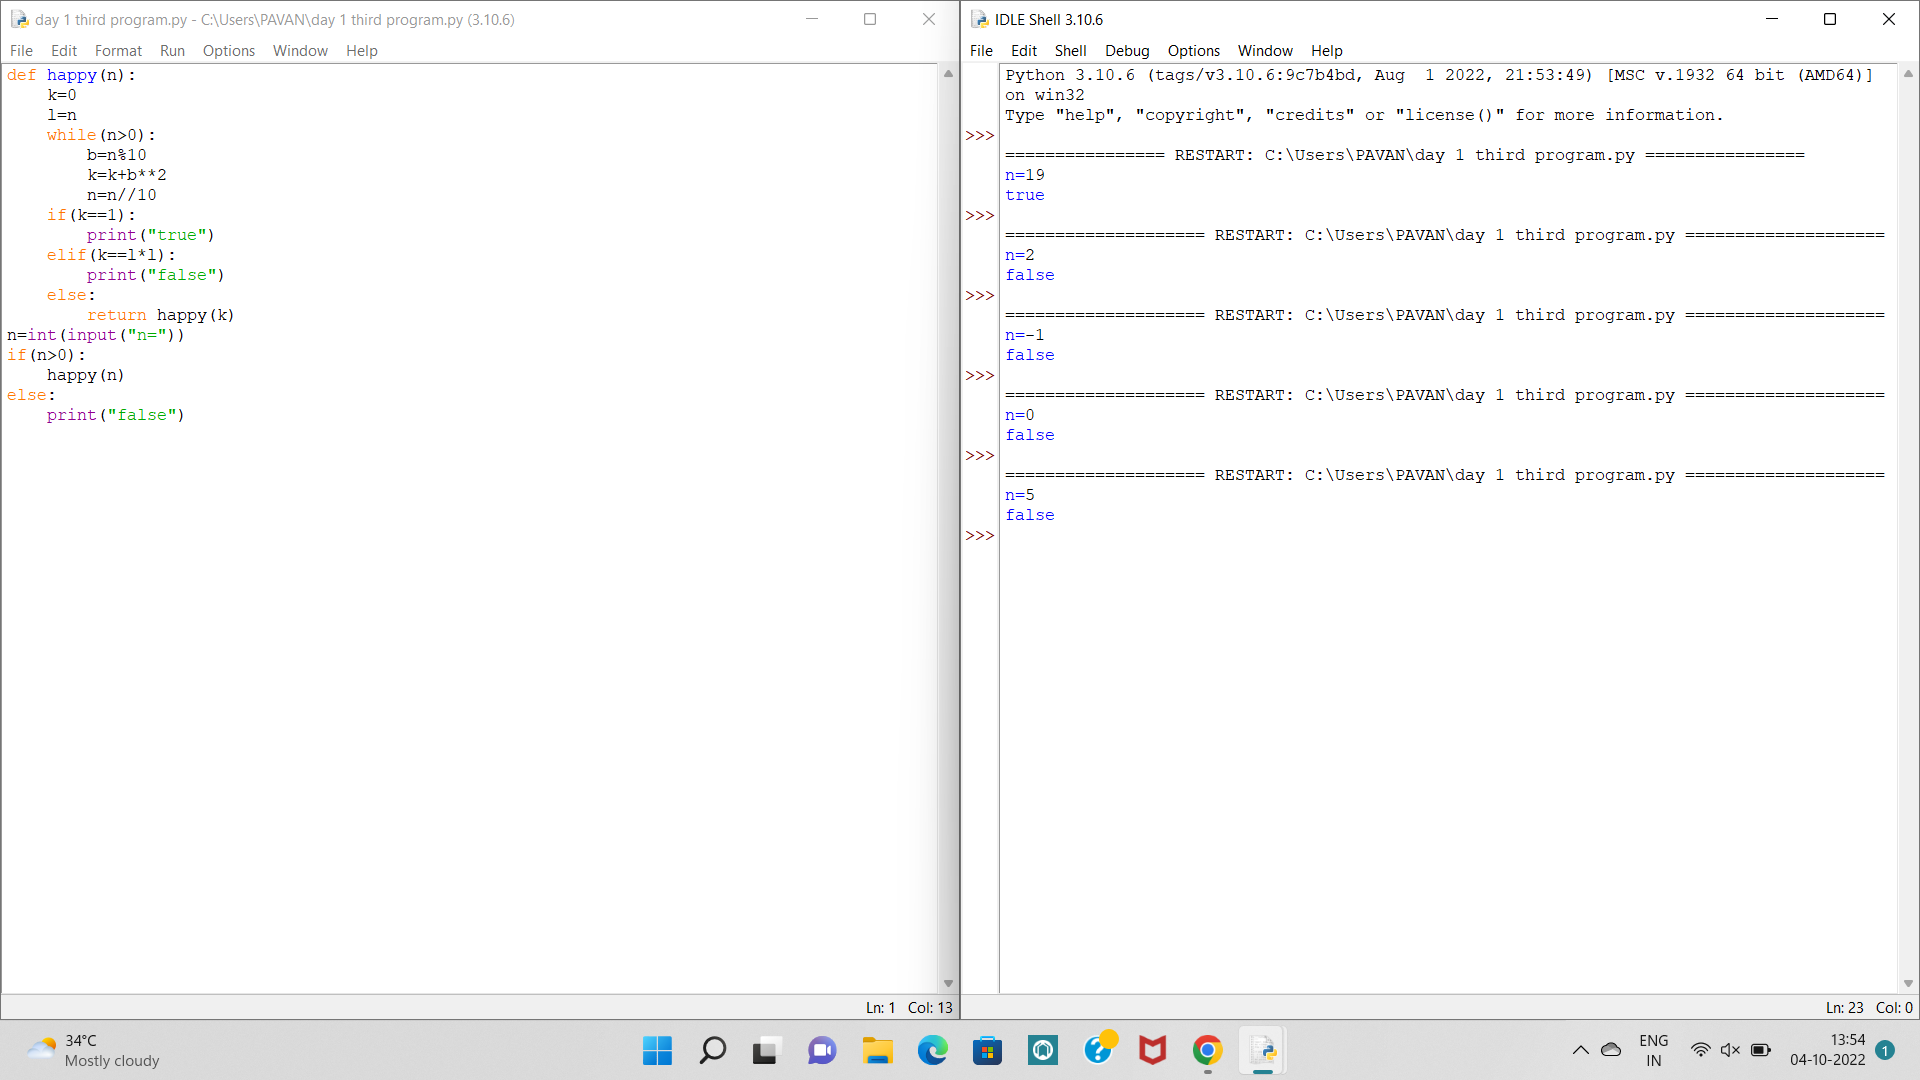 day 1 third program.py - C:\Users\PAVAN\day 1 third program.py (3.10.6)
File Edit Format Run Options Window Help
def happy(n):
    k=0
    l=n
    while(n>0):
        b=n%10
        k=k+b**2
        n=n//10
    if(k==1):
        print("true")
    elif(k==l*l):
        print("false")
    else:
        return happy(k)
n=int(input("n="))
if(n>0):
    happy(n)
else:
    print("false")
Ln: 1 Col: 13
IDLE Shell 3.10.6
File Edit Shell Debug Options Window Help
Python 3.10.6 (tags/v3.10.6:9c7b4bd, Aug  1 2022, 21:53:49) [MSC v.1932 64 bit (AMD64)]
on win32
Type "help", "copyright", "credits" or "license()" for more information.
>>>
================ RESTART: C:\Users\PAVAN\day 1 third program.py ================
n=19
true
>>>
==================== RESTART: C:\Users\PAVAN\day 1 third program.py ====================
n=2
false
>>>
==================== RESTART: C:\Users\PAVAN\day 1 third program.py ====================
n=-1
false
>>>
==================== RESTART: C:\Users\PAVAN\day 1 third program.py ====================
n=0
false
>>>
==================== RESTART: C:\Users\PAVAN\day 1 third program.py ====================
n=5
false
>>>
Ln: 23 Col: 0
34°C
Mostly cloudy
ENG
IN
13:54
04-10-2022
1